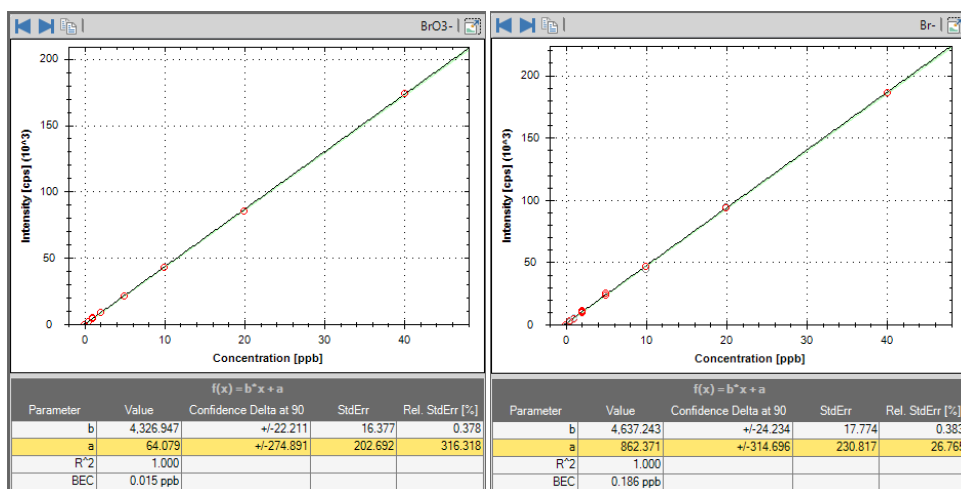 BrO3-
200
150
100
50
0
Intensity [cps] (10^3)
0 10 20 30 40
Concentration [ppb]
f(x) = b*x + a
Parameter Value Confidence Delta at 90 StdErr Rel. StdErr [%]
b 4,326.947 +/-22.211 16.377 0.378
a 64.079 +/-274.891 202.692 316.318
R^2 1.000
BEC 0.015 ppb
Br-
200
150
100
50
0
Intensity [cps] (10^3)
0 10 20 30 40
Concentration [ppb]
f(x) = b*x + a
Parameter Value Confidence Delta at 90 StdErr Rel. StdErr [%]
b 4,637.243 +/-24.234 17.774 0.383
a 862.371 +/-314.696 230.817 26.765
R^2 1.000
BEC 0.186 ppb